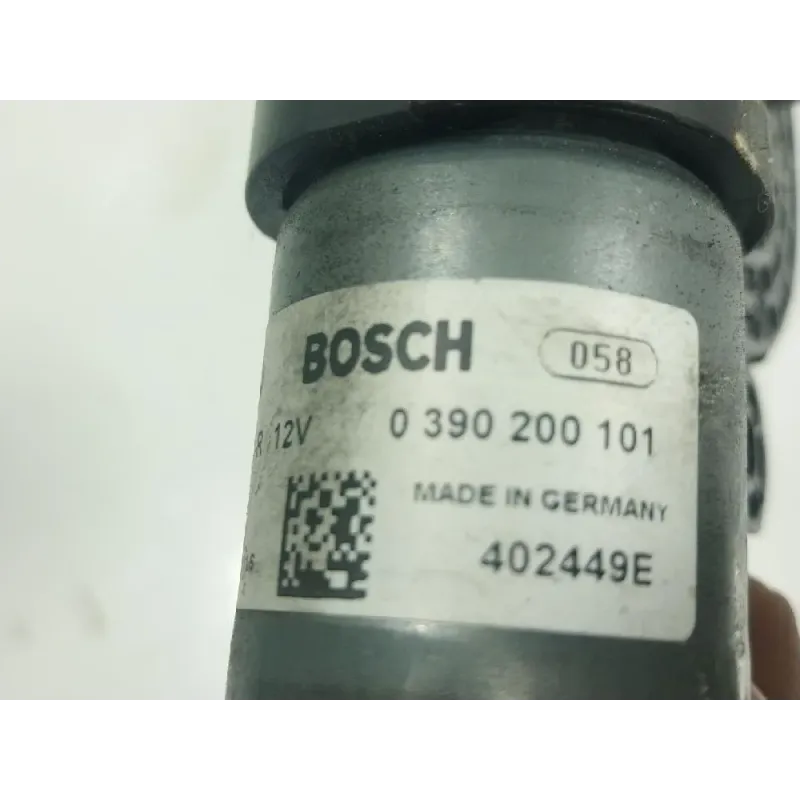 BOSCH 058
R 12V 0 390 200 101
MADE IN GERMANY
402449E